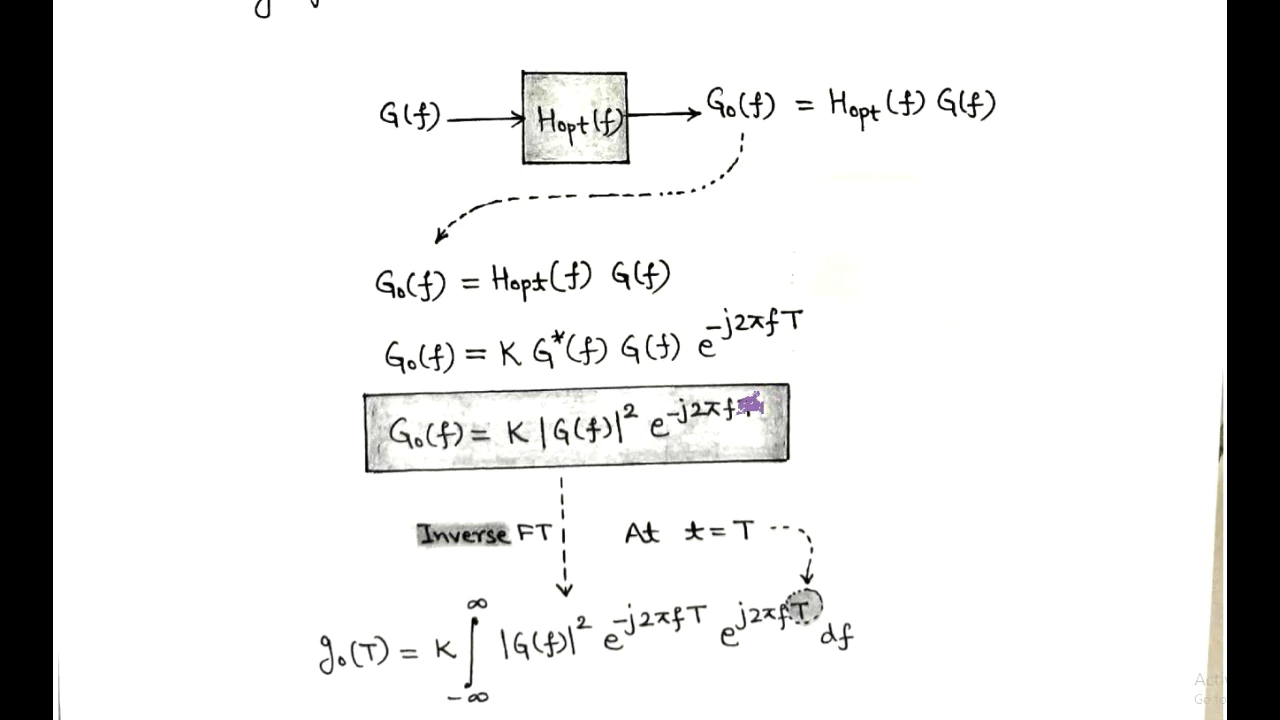 G(f) → Hopt(f) → G₀(f) = Hopt(f) G(f)
G₀(f) = Hopt(f) G(f)
G₀(f) = K G*(f) G(f) e^{-j2πfT}
G₀(f) = K |G(f)|² e^{-j2πf
Inverse FT At t = T
g₀(T) = K ∫_{-∞}^{∞} |G(f)|² e^{-j2πfT} e^{j2πfT} df